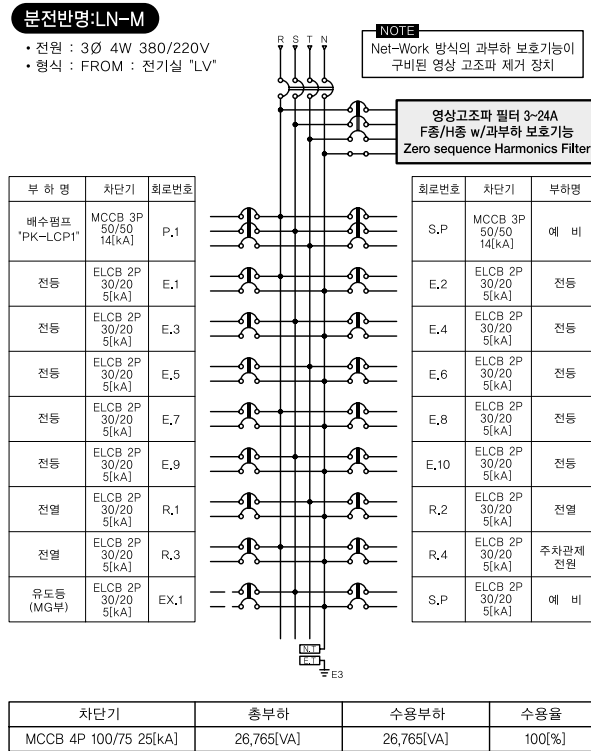 분전반명:LN-M
• 전원 : 3Ø 4W 380/220V
• 형식 : FROM : 전기실 "LV"
R S T N
NOTE
Net-Work 방식의 과부하 보호기능이
구비된 영상 고조파 제거 장치
영상고조파 필터 3~24A
F종/H종 w/과부하 보호기능
Zero sequence Harmonics Filter
부 하 명 차단기 회로번호 회로번호 차단기 부하명
배수펌프 "PK-LCP1" MCCB 3P 50/50 14[kA] P.1 S.P MCCB 3P 50/50 14[kA] 예 비
전등 ELCB 2P 30/20 5[kA] E.1 E.2 ELCB 2P 30/20 5[kA] 전등
전등 ELCB 2P 30/20 5[kA] E.3 E.4 ELCB 2P 30/20 5[kA] 전등
전등 ELCB 2P 30/20 5[kA] E.5 E.6 ELCB 2P 30/20 5[kA] 전등
전등 ELCB 2P 30/20 5[kA] E.7 E.8 ELCB 2P 30/20 5[kA] 전등
전등 ELCB 2P 30/20 5[kA] E.9 E.10 ELCB 2P 30/20 5[kA] 전등
전열 ELCB 2P 30/20 5[kA] R.1 R.2 ELCB 2P 30/20 5[kA] 전열
전열 ELCB 2P 30/20 5[kA] R.3 R.4 ELCB 2P 30/20 5[kA] 주차관제 전원
유도등 (MG부) ELCB 2P 30/20 5[kA] EX.1 S.P ELCB 2P 30/20 5[kA] 예 비
N.T
E.T
E3
차단기 총부하 수용부하 수용율
MCCB 4P 100/75 25[kA] 26,765[VA] 26,765[VA] 100[%]